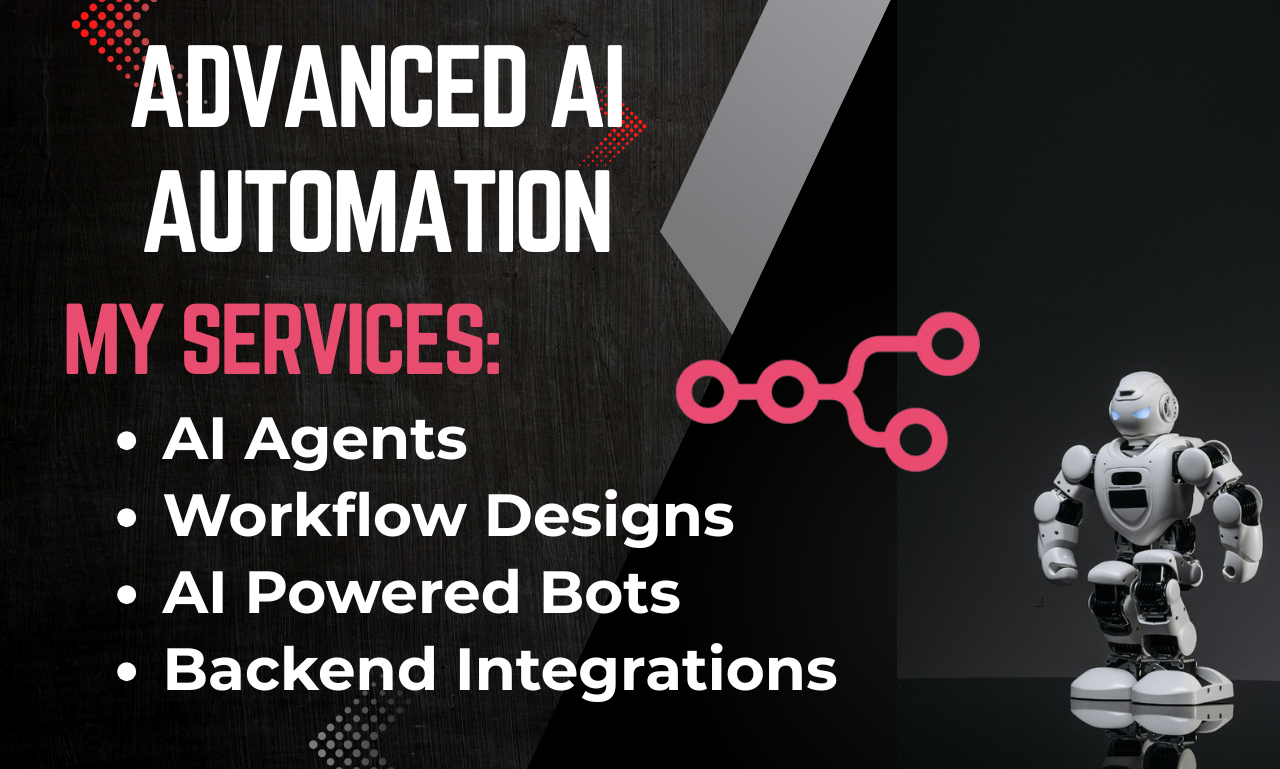 ADVANCED AI
AUTOMATION
MY SERVICES:
• AI Agents
• Workflow Designs
• AI Powered Bots
• Backend Integrations